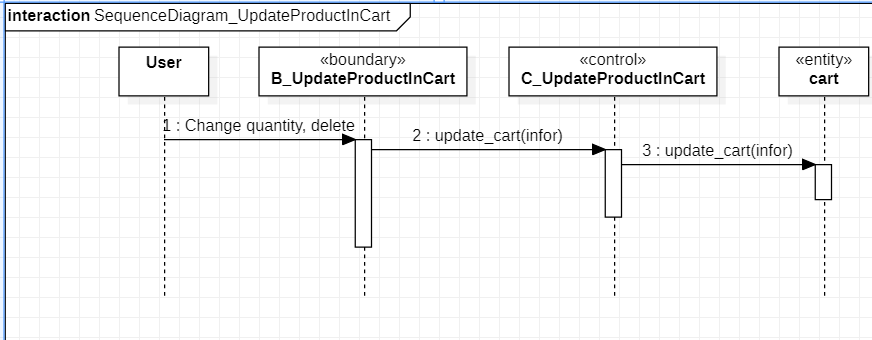 interaction SequenceDiagram_UpdateProductInCart
User
«boundary»
B_UpdateProductInCart
«control»
C_UpdateProductInCart
«entity»
cart
1 : Change quantity, delete
2 : update_cart(infor)
3 : update_cart(infor)